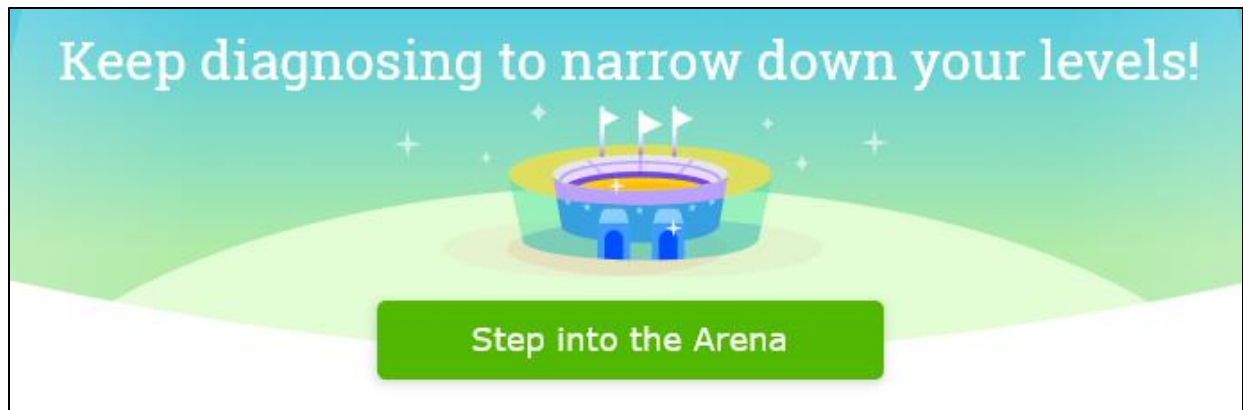 Keep diagnosing to narrow down your levels!
Step into the Arena